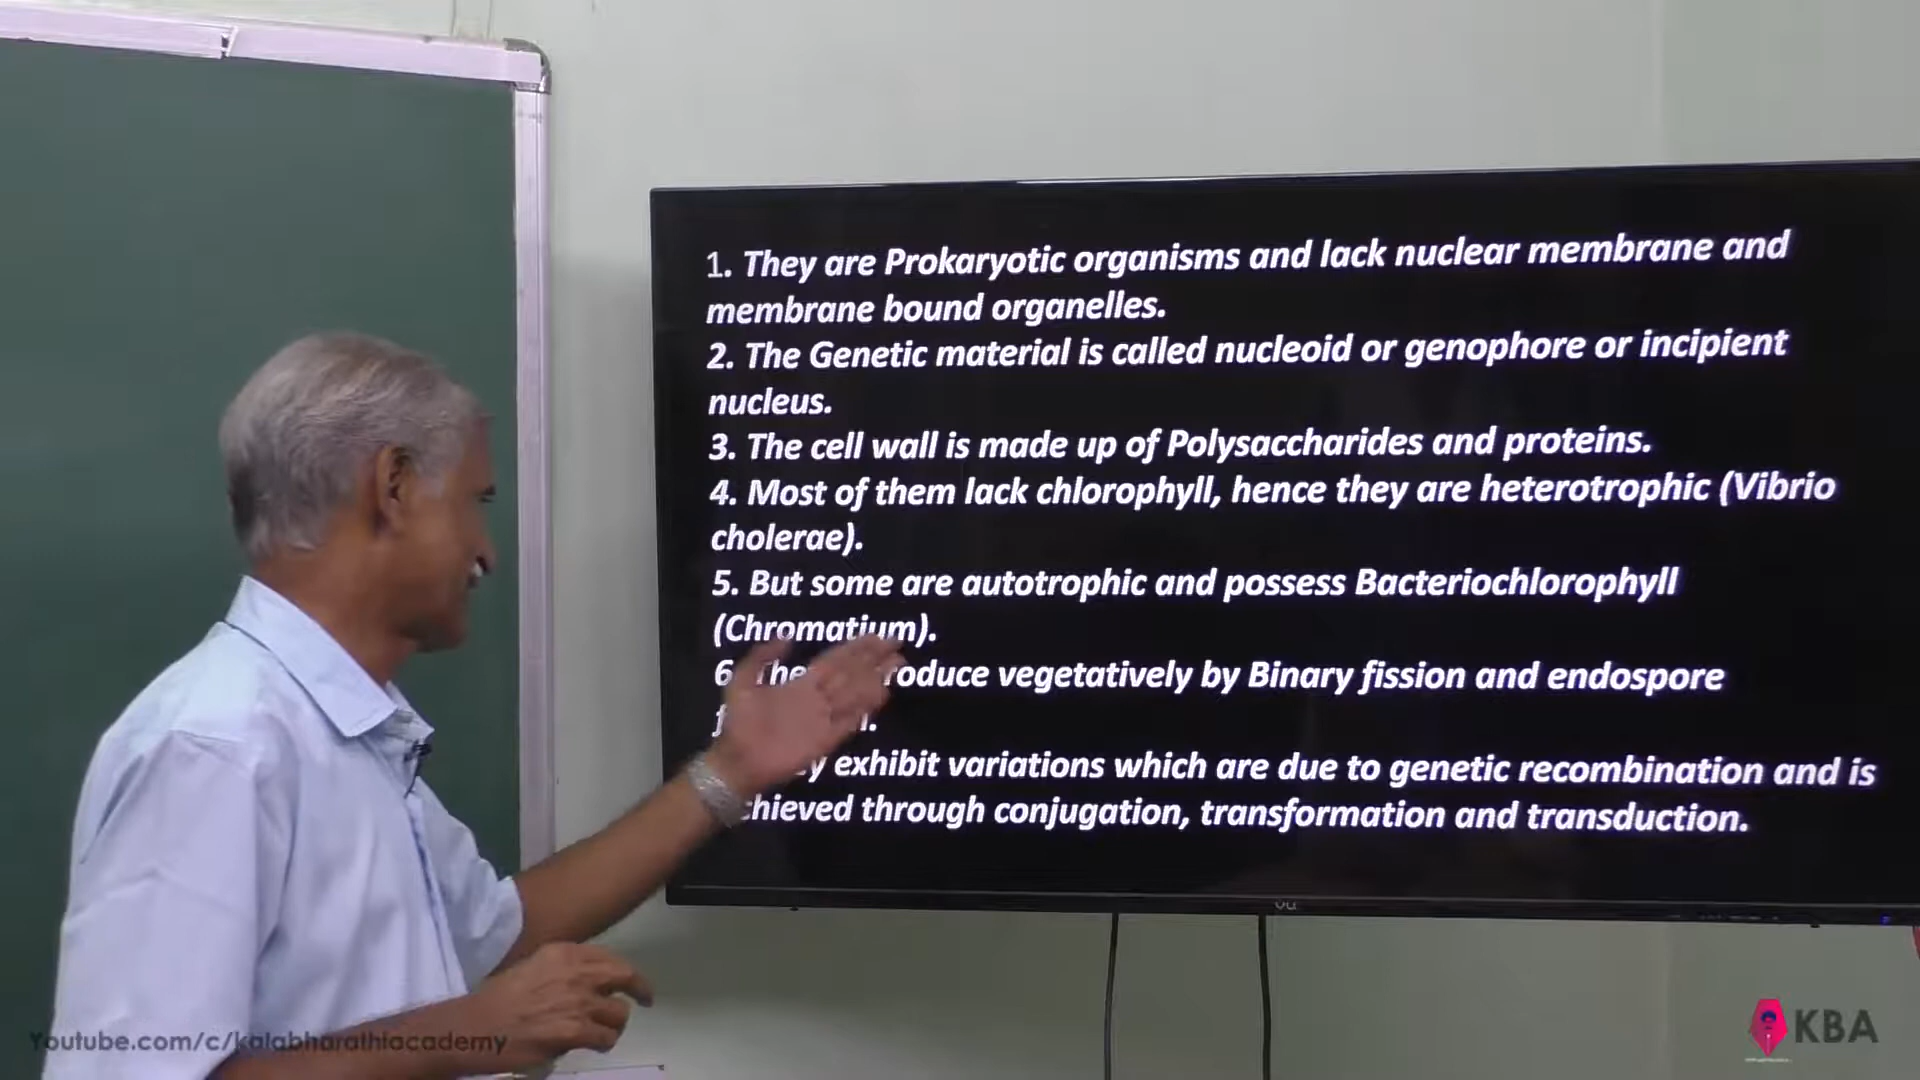 1. They are Prokaryotic organisms and lack nuclear membrane and
membrane bound organelles.
2. The Genetic material is called nucleoid or genophore or incipient
nucleus.
3. The cell wall is made up of Polysaccharides and proteins.
4. Most of them lack chlorophyll, hence they are heterotrophic (Vibrio
cholerae).
5. But some are autotrophic and possess Bacteriochlorophyll
(Chromatium).
6. vegetatively by Binary fission and endospore
exhibit variations which are due to genetic recombination and is
through conjugation, transformation and transduction.
Vu
Youtube.com/c/kalabharathiacademy
KBA